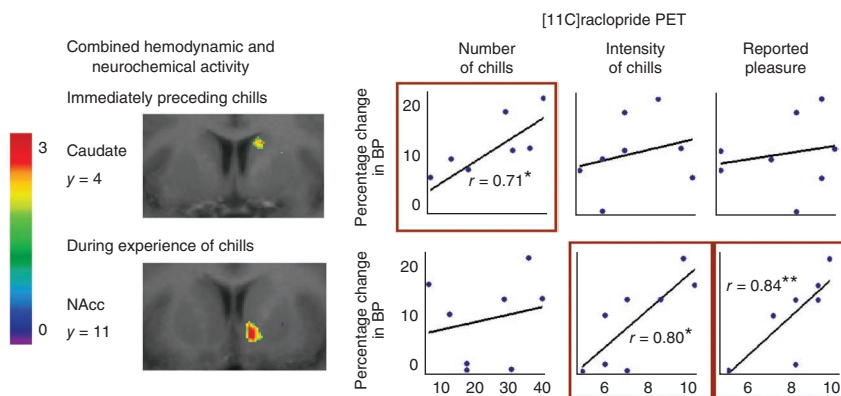 [11C]raclopride PET
Combined hemodynamic and
neurochemical activity
Number
of chills
Intensity
of chills
Reported
pleasure
Immediately preceding chills
3
0
Caudate
y = 4
Percentage change
in BP
20
10
0
r = 0.71*
During experience of chills
NAcc
y = 11
Percentage change
in BP
20
10
0
r = 0.80*
r = 0.84**
10 20 30 40
6 8 10
6 8 10